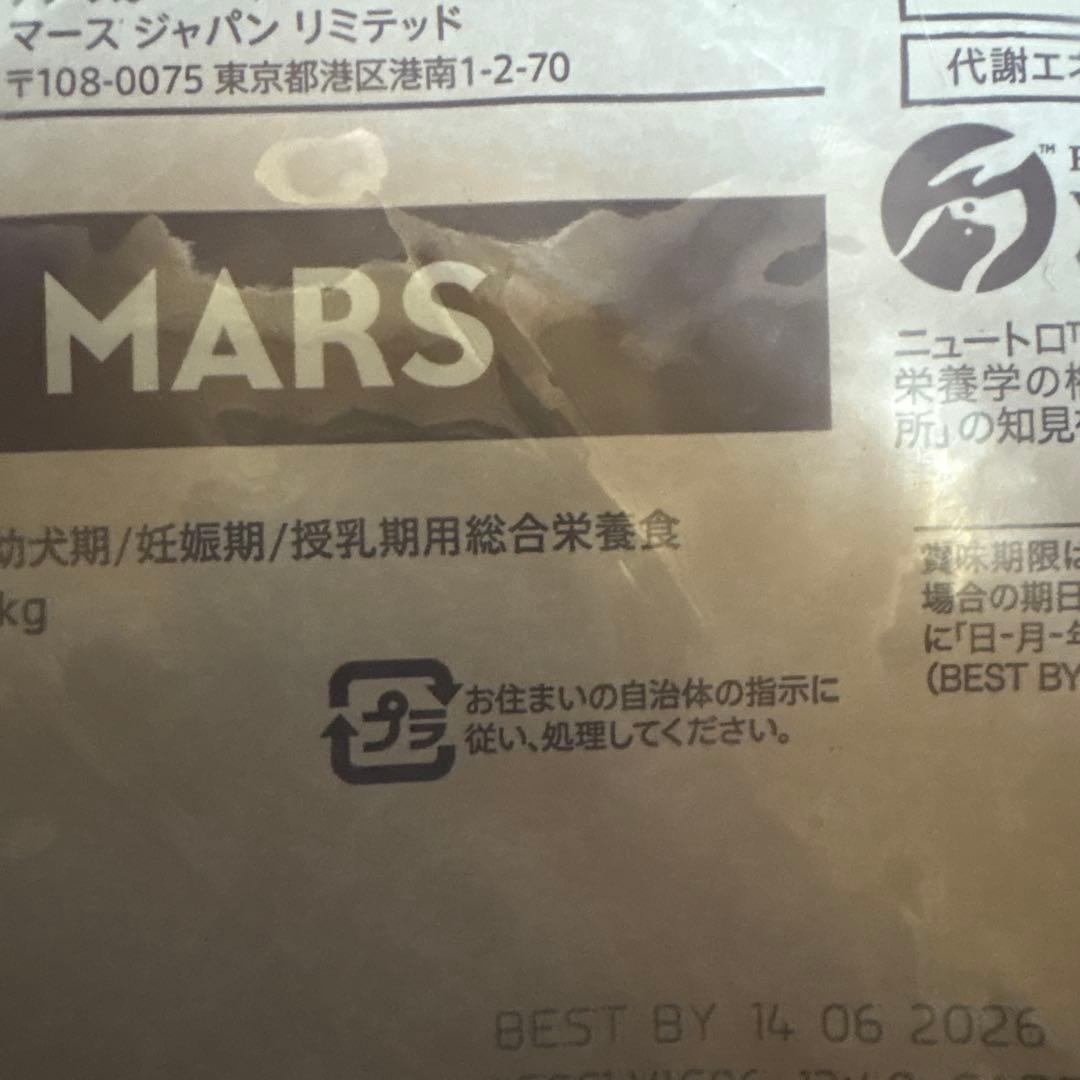 マース ジャパン リミテッド
〒108-0075 東京都港区港南1-2-70
MARS
幼犬期/妊娠期/授乳期用総合栄養食
kg
プラ
お住まいの自治体の指示に
従い、処理してください。
代謝エネ
TM
ニュートロ™
栄養学の
所」の知見
賞味期限は
場合の期日
に「日-月-年
(BEST BY
BEST BY 14 06 2026